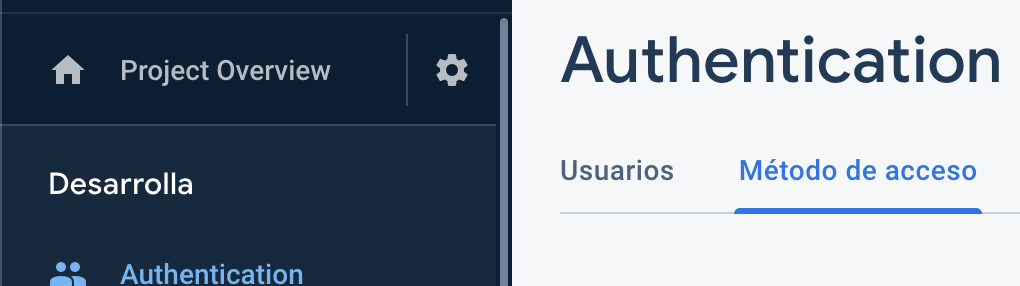 Project Overview
Desarrolla
Authentication
Authentication
Usuarios
Método de acceso